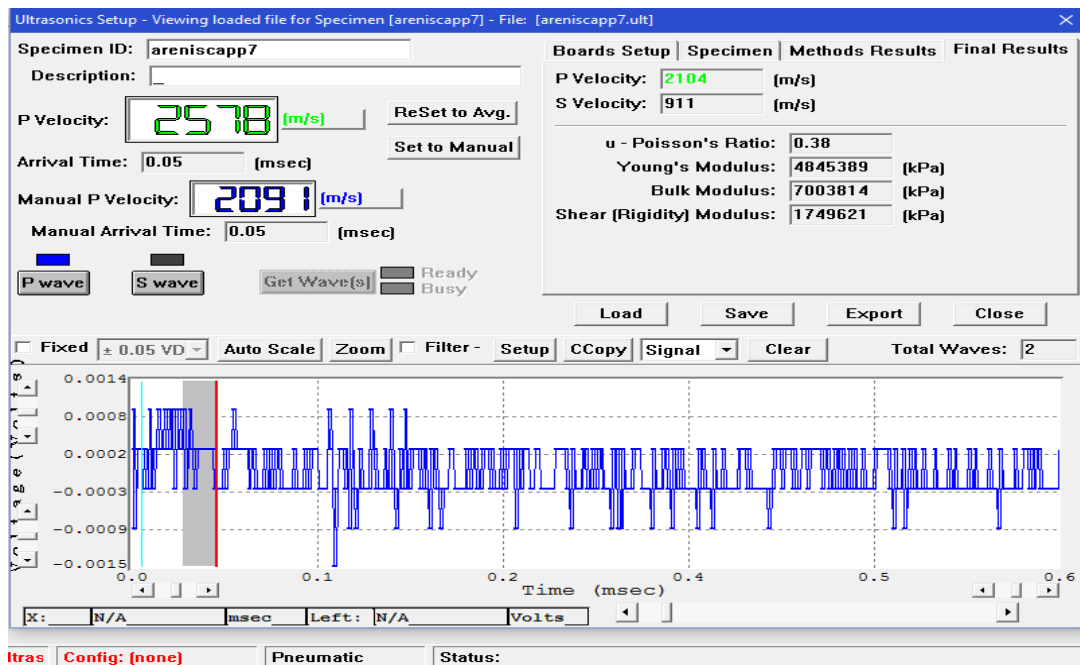 Ultrasonics Setup - Viewing loaded file for Specimen [areniscapp7] - File: [areniscapp7.ult]
Specimen ID: areniscapp7
Description: _
P Velocity: 2578 (m/s)
ReSet to Avg.
Set to Manual
Arrival Time: 0.05 (msec)
Manual P Velocity: 2091 (m/s)
Manual Arrival Time: 0.05 (msec)
P wave S wave Get Wave(s) Ready
Busy
Boards Setup Specimen Methods Results Final Results
P Velocity: 2104 (m/s)
S Velocity: 911 (m/s)
u - Poisson's Ratio: 0.38
Young's Modulus: 4845389 (kPa)
Bulk Modulus: 7003814 (kPa)
Shear (Rigidity) Modulus: 1749621 (kPa)
Load Save Export Close
Fixed ± 0.05 VD Auto Scale Zoom Filter - Setup CCopy Signal Clear Total Waves: 2
0.0014
0.0008
0.0002
-0.0003
-0.0009
-0.0015
0.0 0.1 0.2 0.4 0.5 0.6
Time (msec)
X: N/A msec Left: N/A Volts
ltras Config: (none) Pneumatic Status: